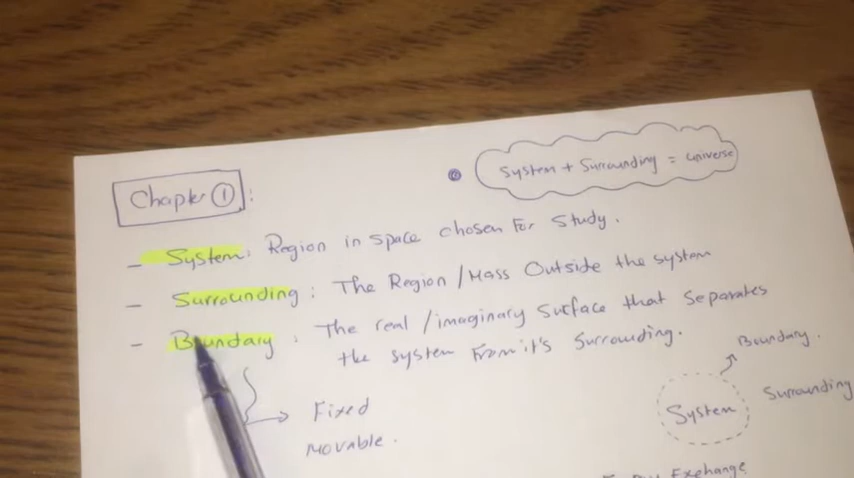 System + Surrounding = universe
Chapter 1 :
- System: Region in space chosen For study.
- Surrounding : The Region / Mass Outside the system
- Boundary : The real / imaginary surface that separates
the system From it's Surrounding.
Boundary.
Fixed
Movable.
System
Surrounding
Exchange